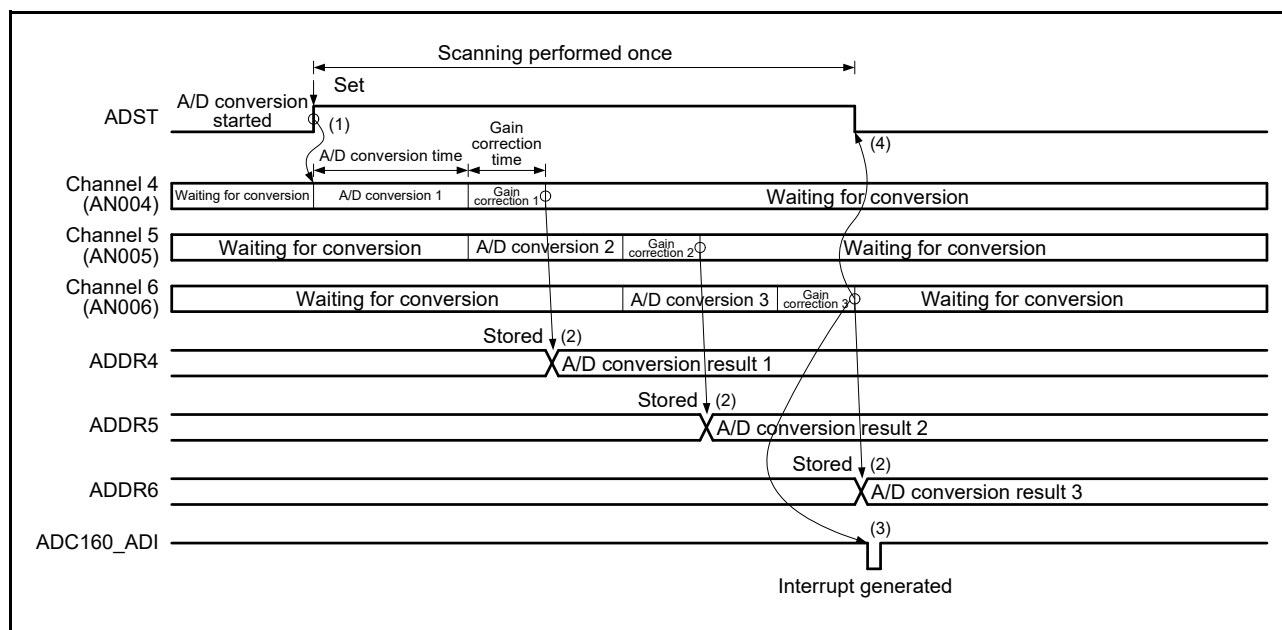 Scanning performed once
Set
ADST
A/D conversion
started
(1)
(4)
A/D conversion time
Gain
correction
time
Channel 4
(AN004)
Waiting for conversion
A/D conversion 1
Gain
correction 1
Waiting for conversion
Channel 5
(AN005)
Waiting for conversion
A/D conversion 2
Gain
correction 2
Waiting for conversion
Channel 6
(AN006)
Waiting for conversion
A/D conversion 3
Gain
correction 3
Waiting for conversion
Stored
(2)
ADDR4
A/D conversion result 1
Stored
(2)
ADDR5
A/D conversion result 2
Stored
(2)
ADDR6
A/D conversion result 3
ADC160_ADI
(3)
Interrupt generated